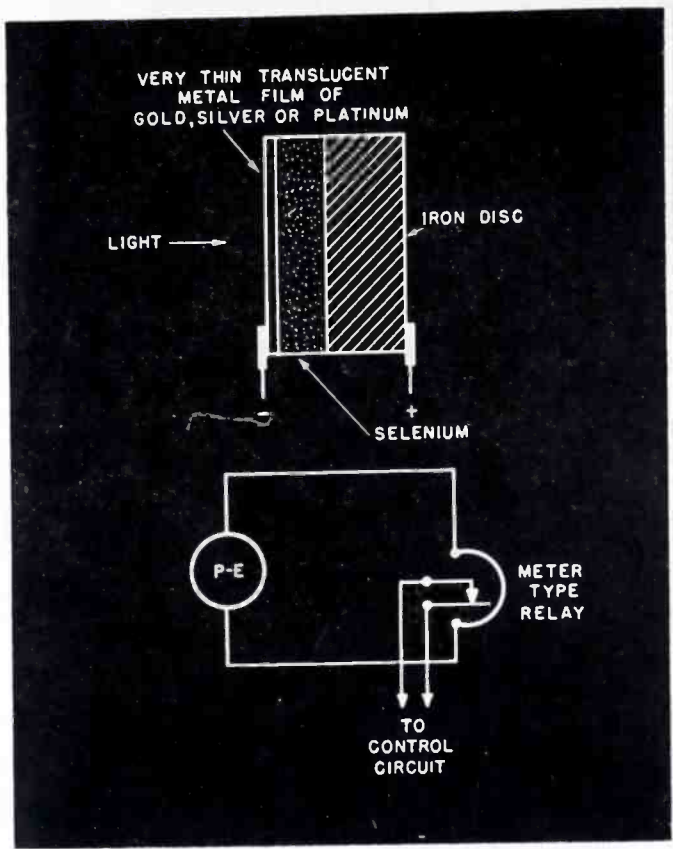 VERY THIN TRANSLUCENT
METAL FILM OF
GOLD, SILVER OR PLATINUM
LIGHT
IRON DISC
-
+
SELENIUM
P-E
METER
TYPE
RELAY
TO
CONTROL
CIRCUIT